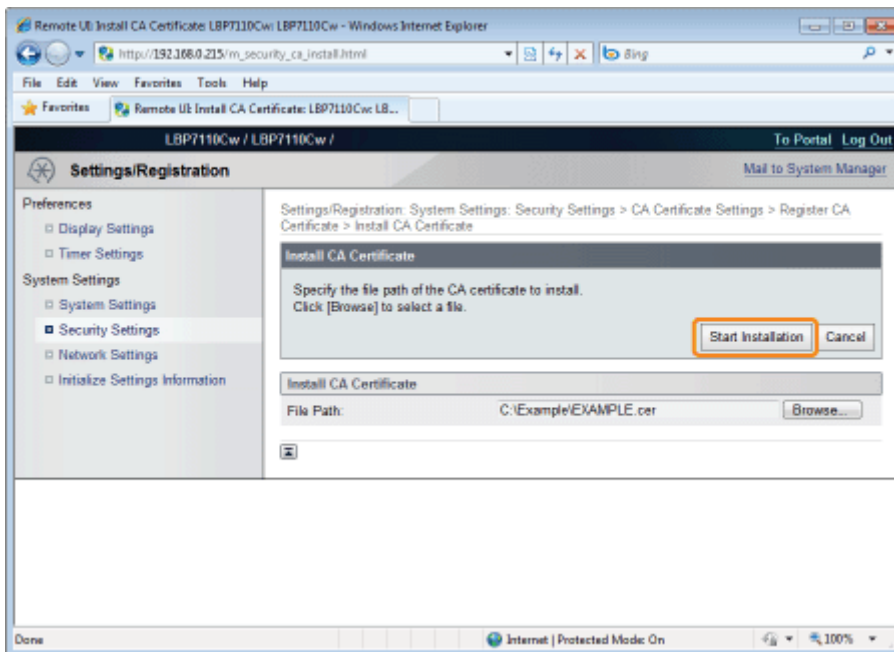 Remote UI: Install CA Certificate: LBP7110Cw: LBP7110Cw - Windows Internet Explorer
http://192.168.0.215/m_security_ca_install.html
Bing
File Edit View Favorites Tools Help
Favorites Remote UI: Install CA Certificate: LBP7110Cw: LB...
LBP7110Cw / LBP7110Cw / To Portal Log Out
Settings/Registration Mail to System Manager
Preferences
Display Settings
Timer Settings
System Settings
System Settings
Security Settings
Network Settings
Initialize Settings Information
Settings/Registration: System Settings: Security Settings > CA Certificate Settings > Register CA
Certificate > Install CA Certificate
Install CA Certificate
Specify the file path of the CA certificate to install.
Click [Browse] to select a file.
Start Installation Cancel
Install CA Certificate
File Path: C:\Example\EXAMPLE.cer Browse...
Done Internet | Protected Mode: On 100%